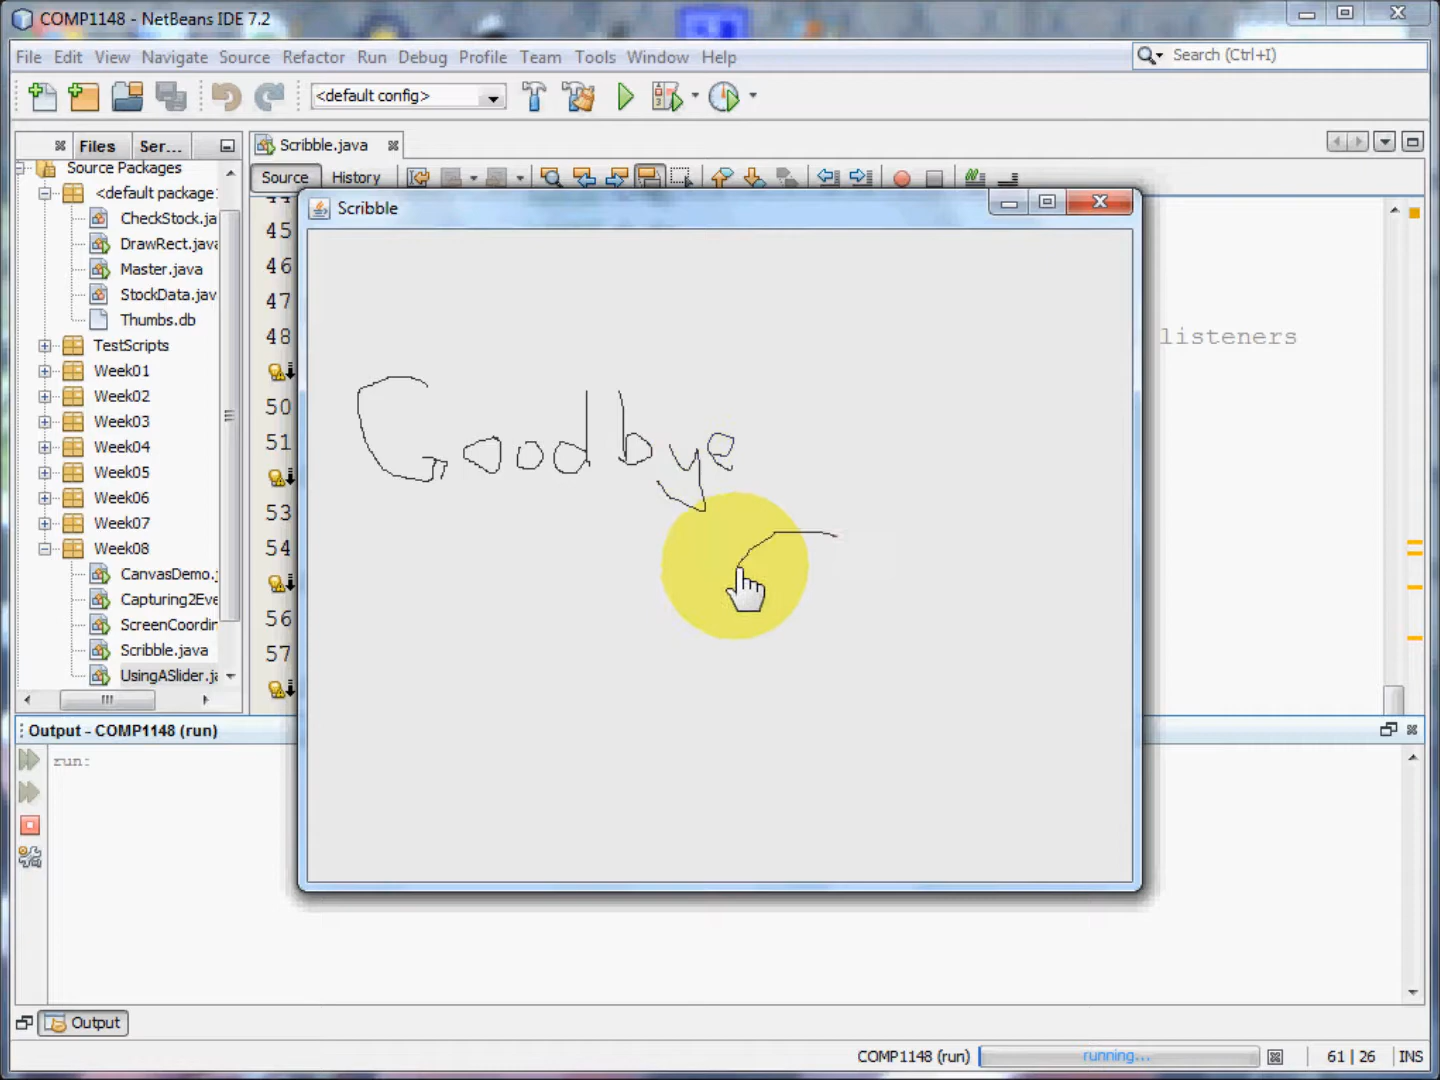 COMP1148 - NetBeans IDE 7.2
File Edit View Navigate Source Refactor Run Debug Profile Team Tools Window Help
Search (Ctrl+I)
<default config>
Files Ser...
Scribble.java
Source Packages
Source History
<default package
Scribble
CheckStock.ja
45
DrawRect.java
46
Master.java
47
StockData.jav
48 listeners
Thumbs.db
TestScripts
Week01
Week02
50
Week03
51
Week04
Goodbye
Week05
Week06
53
Week07
54
Week08
CanvasDemo.j
Capturing2Eve
56
ScreenCoordin
Scribble.java
57
UsingASlider.ja
Output - COMP1148 (run)
run:
Output
COMP1148 (run) running... 61 | 26 INS